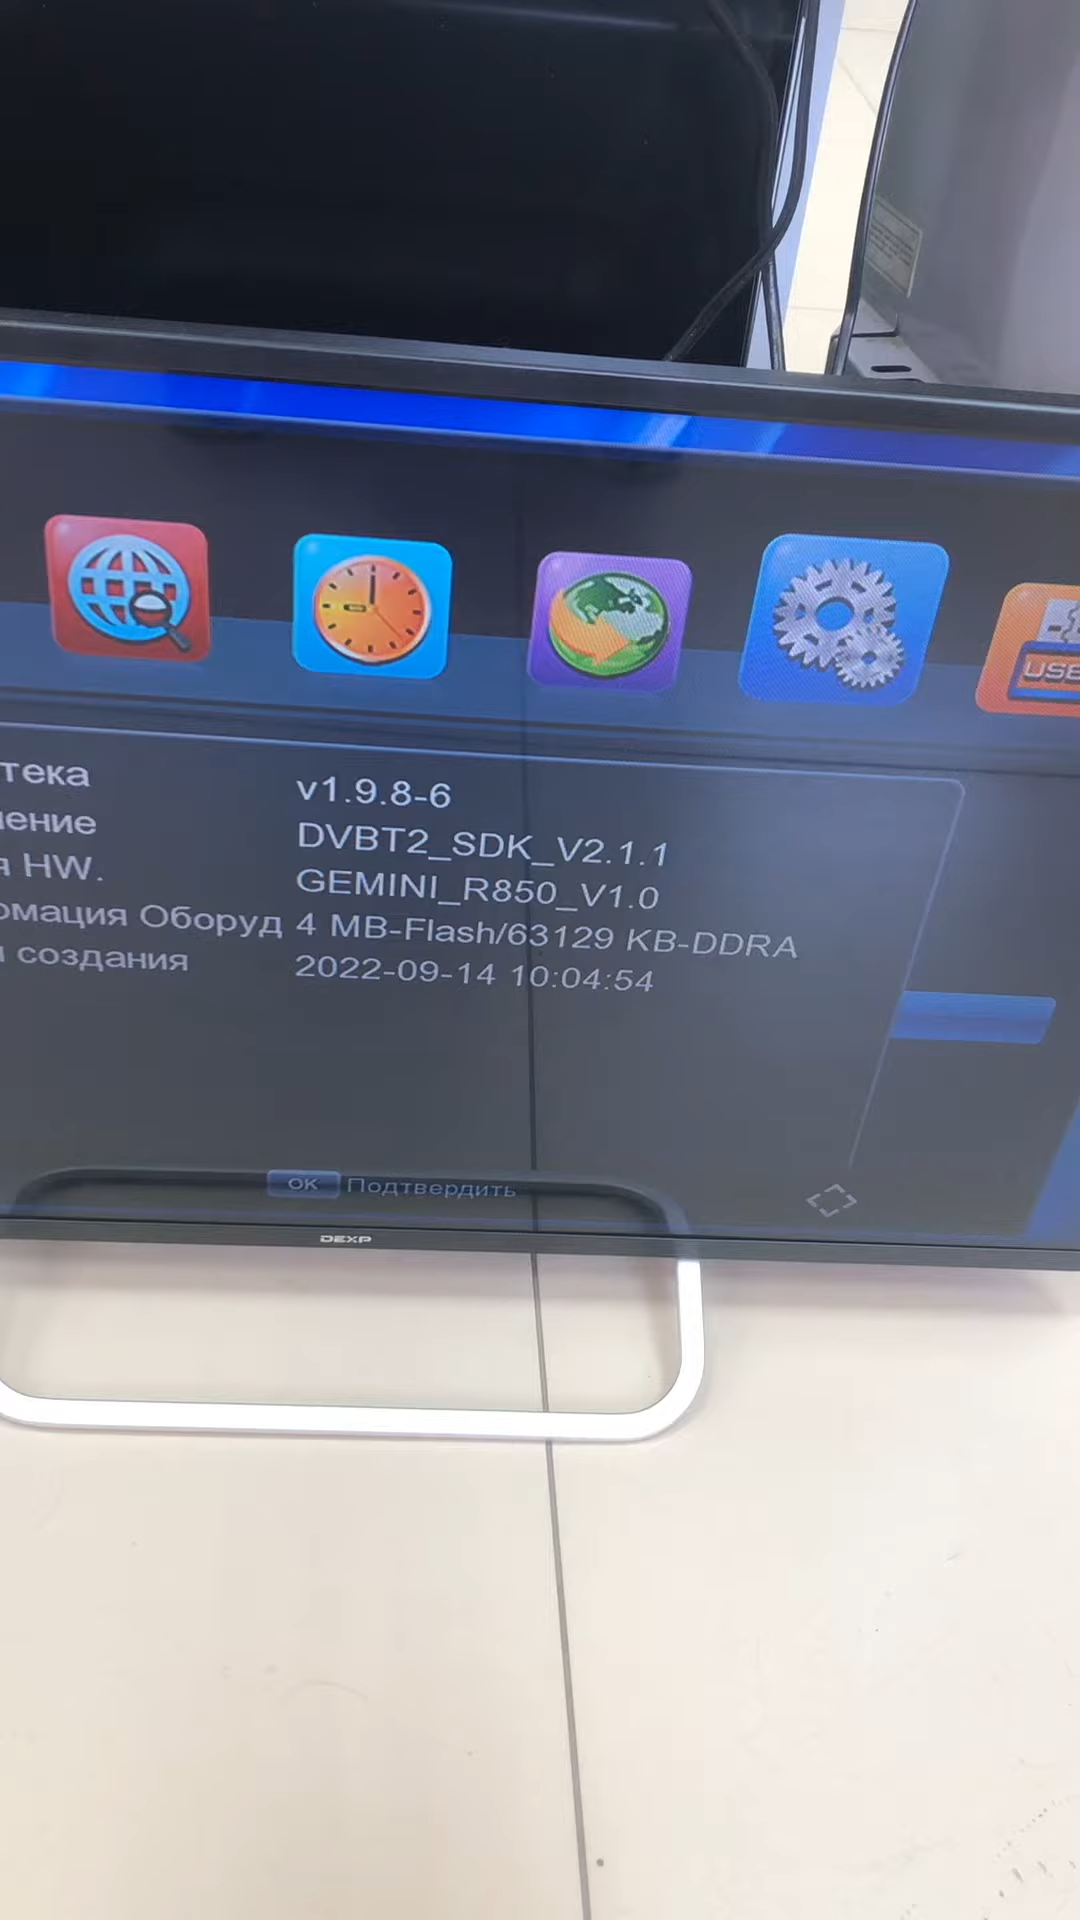 USB
тека v1.9.8-6
ение DVBT2_SDK_V2.1.1
я HW. GEMINI_R850_V1.0
рмация Оборуд 4 MB-Flash/63129 KB-DDRA
создания 2022-09-14 10:04:54
OK Подтвердить
DEXP